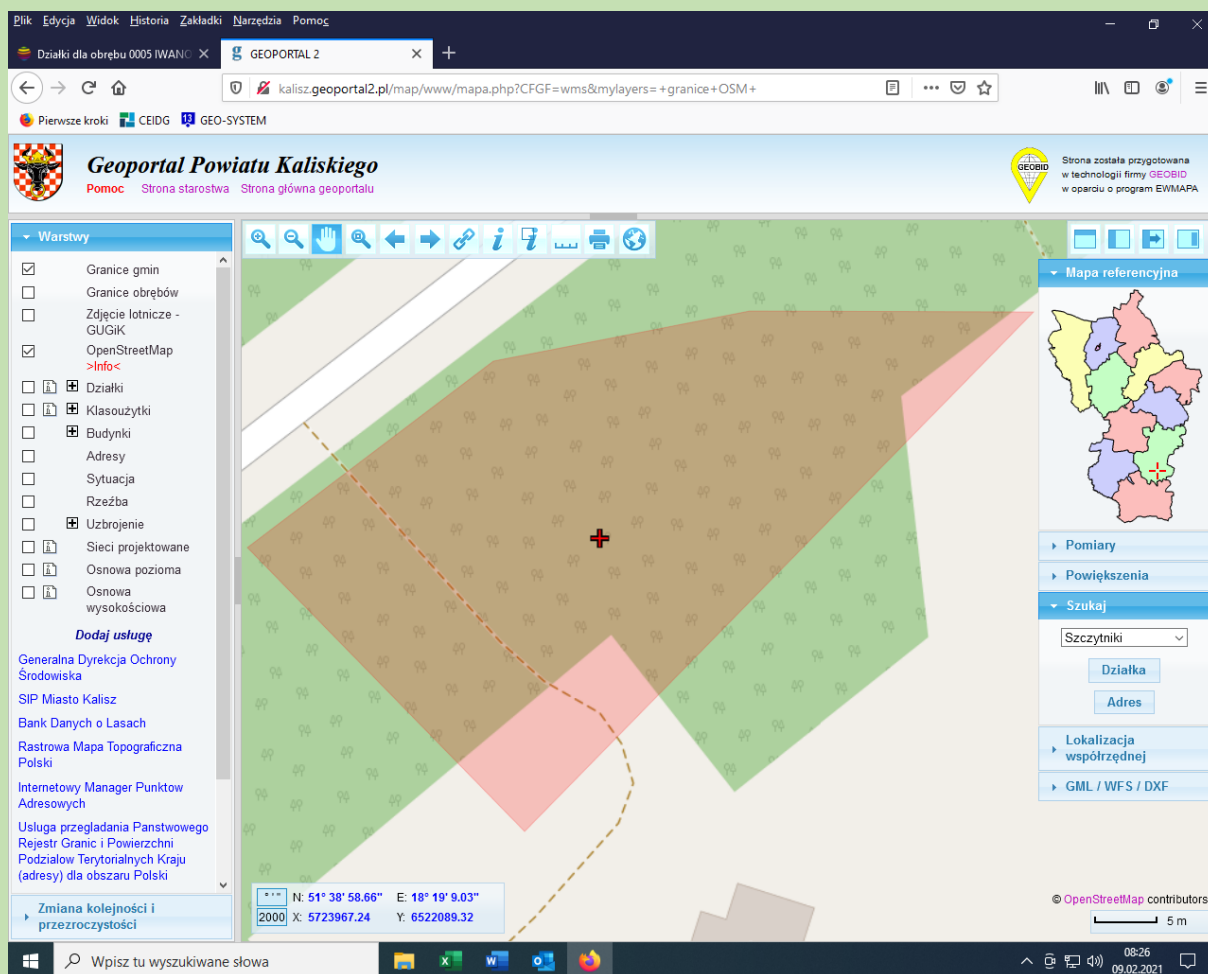 Plik Edycja Widok Historia Zakładki Narzędzia Pomoc
Działki dla obrębu 0005 IWANO
GEOPORTAL 2
kalisz.geoportal2.pl/map/www/mapa.php?CFGF=wms&mylayers=+granice+OSM+
Pierwsze kroki CEIDG GEO-SYSTEM
Geoportal Powiatu Kaliskiego
Pomoc Strona starostwa Strona główna geoportalu
GEOBID
Strona została przygotowana
w technologii firmy GEOBID
w oparciu o program EWMAPA
Warstwy
Granice gmin
Granice obrębów
Zdjęcie lotnicze -
GUGiK
OpenStreetMap
>Info<
Działki
Klasoużytki
Budynki
Adresy
Sytuacja
Rzeźba
Uzbrojenie
Sieci projektowane
Osnowa pozioma
Osnowa
wysokościowa
Dodaj usługę
Generalna Dyrekcja Ochrony
Środowiska
SIP Miasto Kalisz
Bank Danych o Lasach
Rastrowa Mapa Topograficzna
Polski
Internetowy Manager Punktow
Adresowych
Usluga przegladania Panstwowego
Rejestr Granic i Powierzchni
Podzialow Terytorialnych Kraju
(adresy) dla obszaru Polski
Zmiana kolejności i
przezroczystości
° ' " N: 51° 38' 58.66" E: 18° 19' 9.03"
2000 X: 5723967.24 Y: 6522089.32
Mapa referencyjna
Pomiary
Powiększenia
Szukaj
Szczytniki
Działka
Adres
Lokalizacja
współrzędnej
GML / WFS / DXF
© OpenStreetMap contributors
5 m
Wpisz tu wyszukiwane słowa
08:26
09.02.2021